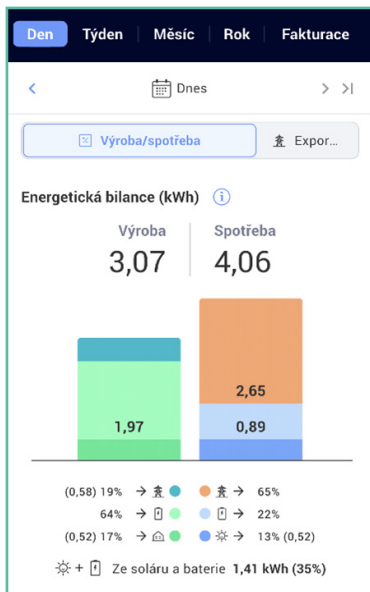 Den Týden Měsíc Rok Fakturace
Dnes
Výroba/spotřeba Expor...
Energetická bilance (kWh)
Výroba Spotřeba
3,07 4,06
2,65
1,97 0,89
(0,58) 19% → ← 65%
64% → → 22%
(0,52) 17% → → 13% (0,52)
+ Ze soláru a baterie 1,41 kWh (35%)